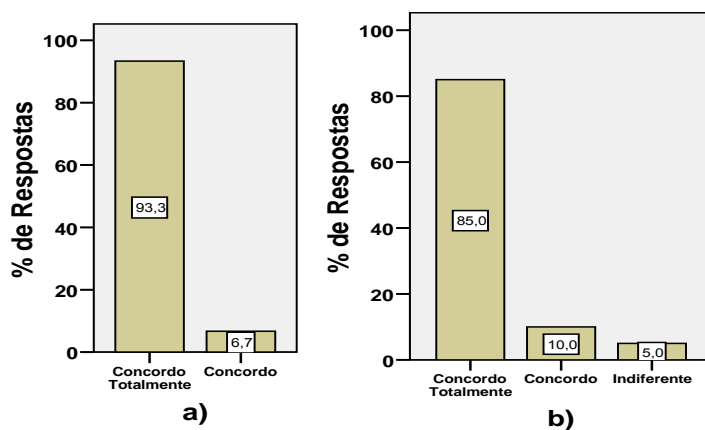 % de Respostas
100
80
60
40
20
0
93,3
6,7
Concordo
Totalmente
Concordo
a)
% de Respostas
100
80
60
40
20
0
85,0
10,0
5,0
Concordo
Totalmente
Concordo
Indiferente
b)